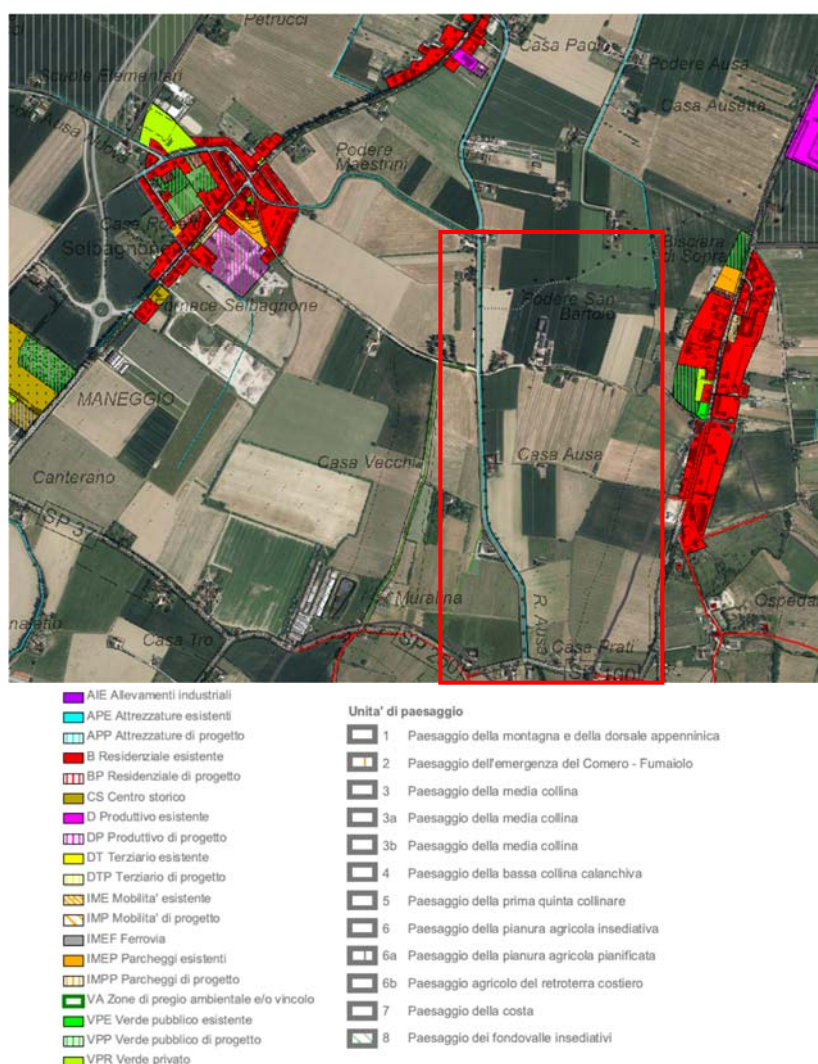 Petrucci
Casa Paolo
Scuole Elementari
Podere Ausa
Casa Ausetta
Ausa Nuova
Podere
Maestrini
Selbagnone
Bisciara
di Sopra
Podere San
Bartolo
Fornace Selbagnone
MANEGGIO
Casa Vecchi
Casa Ausa
Canterano
SP 37
Muraina
R. Ausa
Casa Tro
Casa Prati
AIE Allevamenti industriali
APE Attrezzature esistenti
APP Attrezzature di progetto
B Residenziale esistente
BP Residenziale di progetto
CS Centro storico
D Produttivo esistente
DP Produttivo di progetto
DT Terziario esistente
DTP Terziario di progetto
IME Mobilita' esistente
IMP Mobilita' di progetto
IMEF Ferrovia
IMEP Parcheggi esistenti
IMPP Parcheggi di progetto
VA Zone di pregio ambientale e/o vincolo
VPE Verde pubblico esistente
VPP Verde pubblico di progetto
VPR Verde privato
Unita' di paesaggio
1 Paesaggio della montagna e della dorsale appenninica
2 Paesaggio dell'emergenza del Comero - Fumaiolo
3 Paesaggio della media collina
3a Paesaggio della media collina
3b Paesaggio della media collina
4 Paesaggio della bassa collina calanchiva
5 Paesaggio della prima quinta collinare
6 Paesaggio della pianura agricola insediativa
6a Paesaggio della pianura agricola pianificata
6b Paesaggio agricolo del retroterra costiero
7 Paesaggio della costa
8 Paesaggio dei fondovalle insediativi